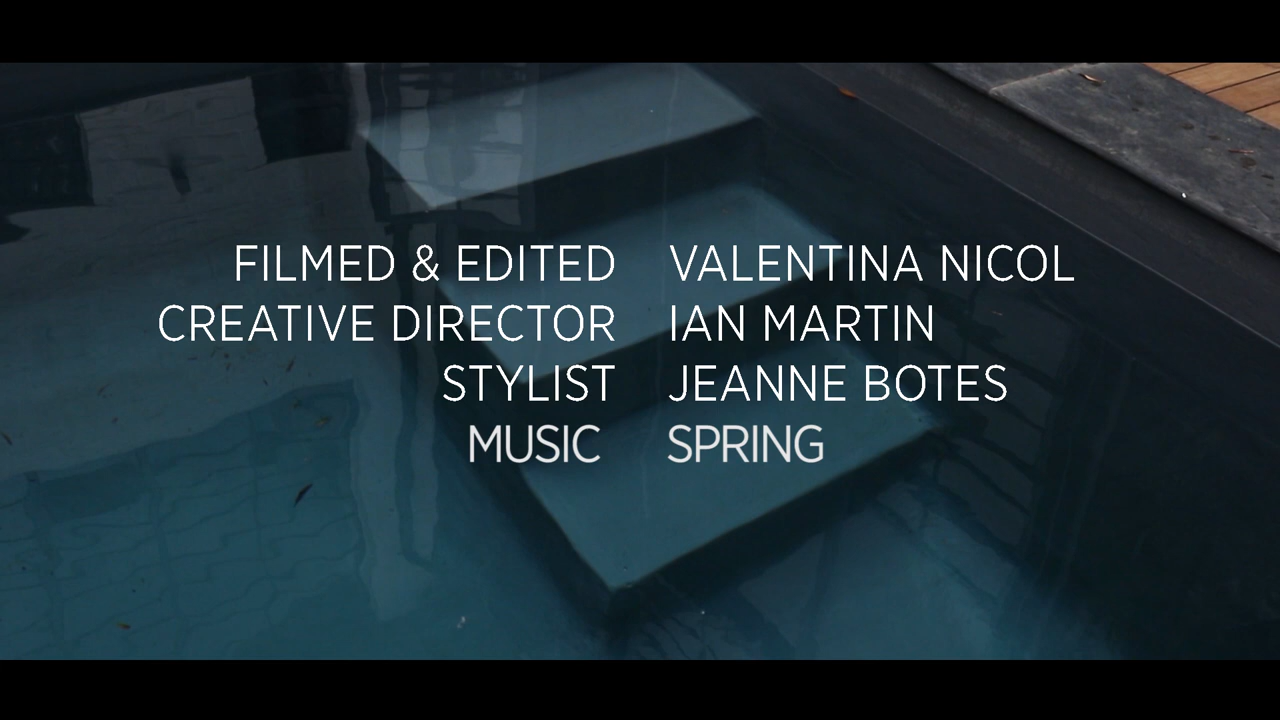 FILMED & EDITED VALENTINA NICOL
CREATIVE DIRECTOR IAN MARTIN
STYLIST JEANNE BOTES
MUSIC SPRING